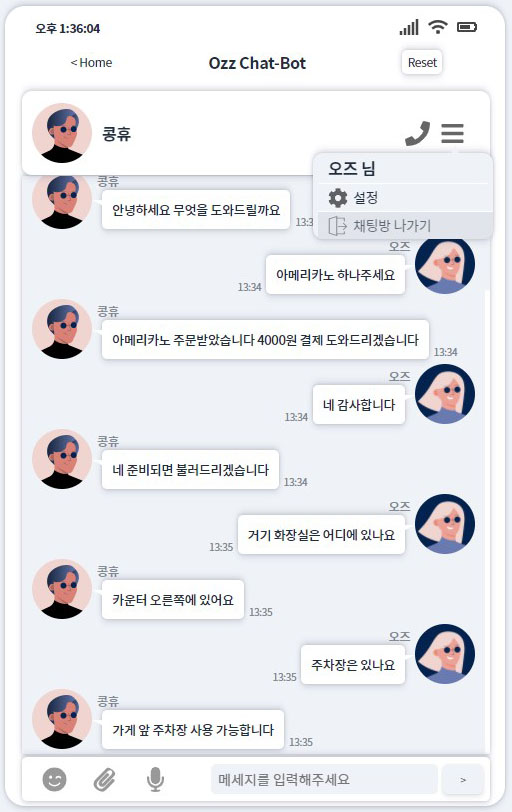 오후 1:36:04
< Home
Ozz Chat-Bot
Reset
콩휴
오즈 님
설정
채팅방 나가기
콩휴
안녕하세요 무엇을 도와드릴까요
오즈
아메리카노 하나주세요
13:34
콩휴
아메리카노 주문받았습니다 4000원 결제 도와드리겠습니다
13:34
오즈
네 감사합니다
13:34
콩휴
네 준비되면 불러드리겠습니다
13:34
오즈
거기 화장실은 어디에 있나요
13:35
콩휴
카운터 오른쪽에 있어요
13:35
오즈
주차장은 있나요
13:35
콩휴
가게 앞 주차장 사용 가능합니다
13:35
메세지를 입력해주세요
>